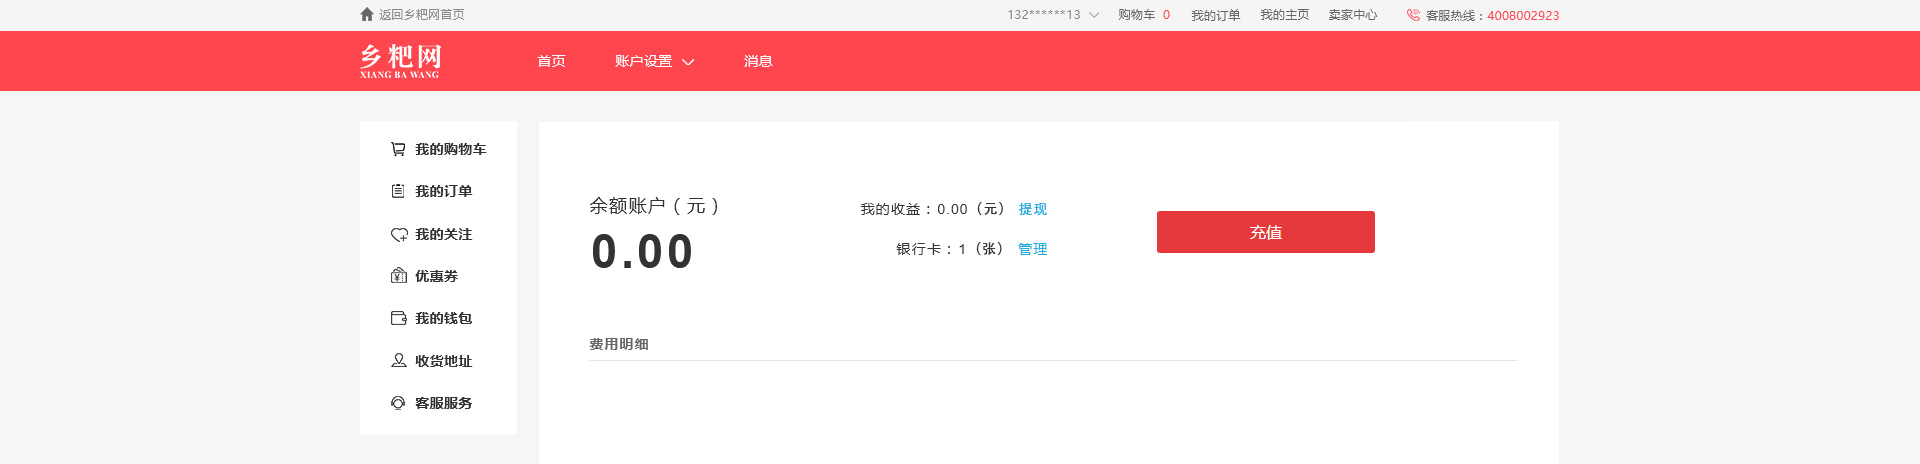 返回乡粑网首页 132******13 购物车 0 我的订单 我的主页 卖家中心 客服热线：4008002923
乡粑网
XIANG BA WANG
首页 账户设置 消息
我的购物车
我的订单
我的关注
优惠券
我的钱包
收货地址
客服服务
余额账户（元）
0.00
我的收益：0.00（元） 提现
银行卡：1（张） 管理
充值
费用明细